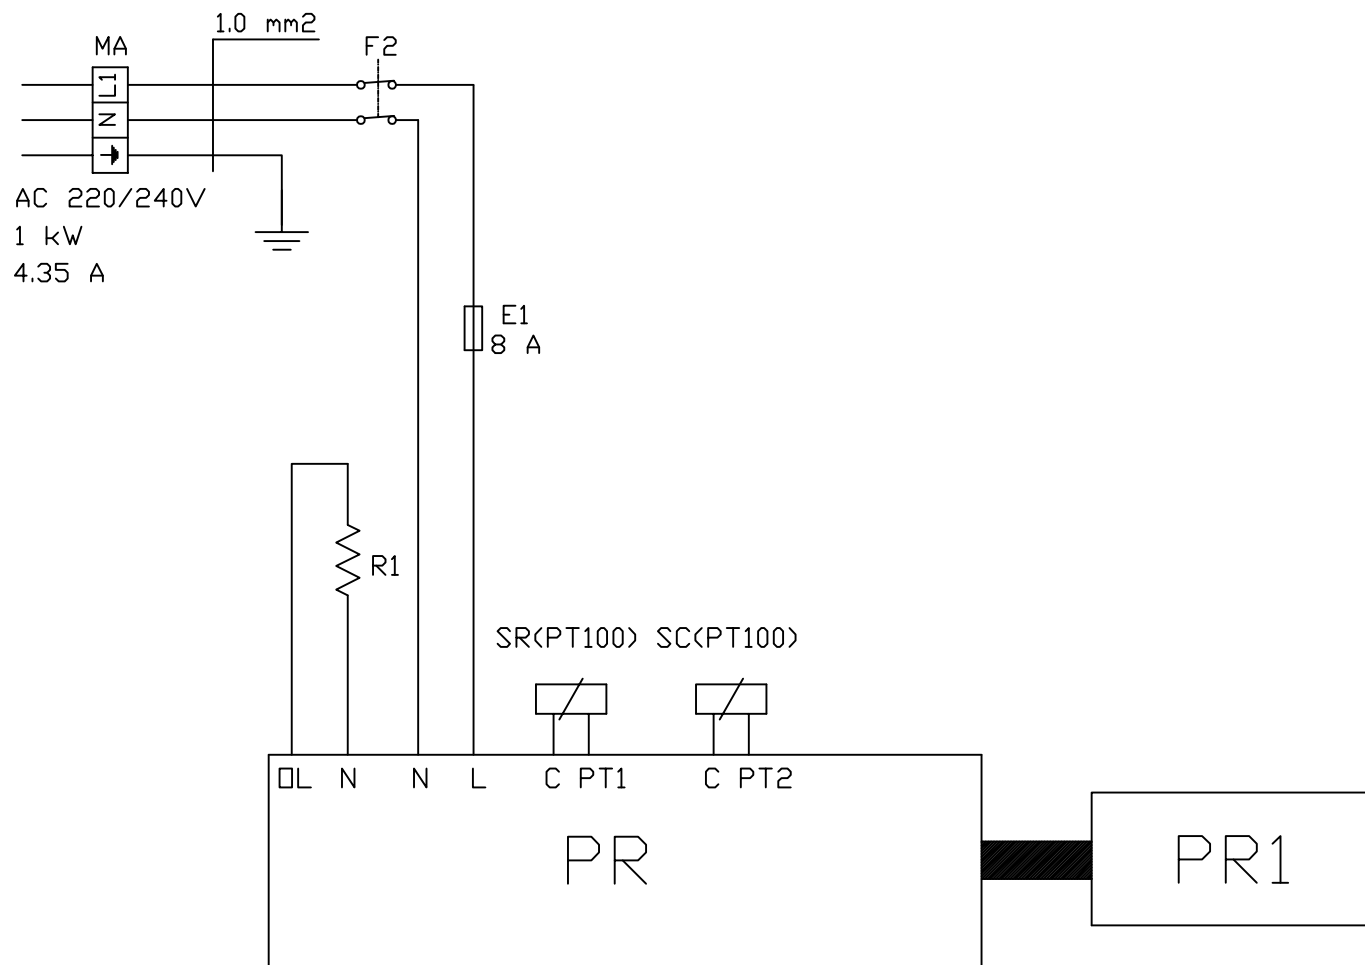 1.0 mm2
MA
F2
L1
N
AC 220/240V
1 kW
4.35 A
E1
8 A
R1
SR(PT100) SC(PT100)
OL N N L C PT1 C PT2
PR
PR1